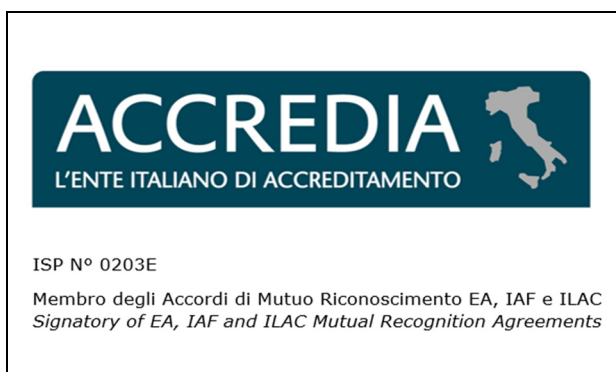 ACCREDIA
L'ENTE ITALIANO DI ACCREDITAMENTO
ISP Nº 0203E
Membro degli Accordi di Mutuo Riconoscimento EA, IAF e ILAC
Signatory of EA, IAF and ILAC Mutual Recognition Agreements